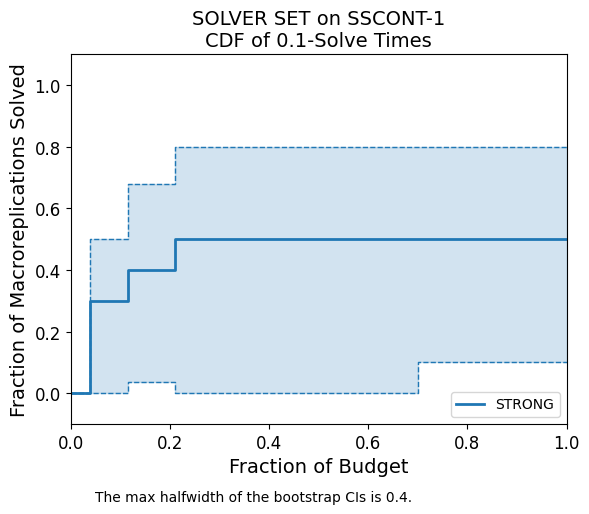 SOLVER SET on SSCONT-1
CDF of 0.1-Solve Times
Fraction of Macroreplications Solved
1.0
0.8
0.6
0.4
0.2
0.0
STRONG
0.0 0.2 0.4 0.6 0.8 1.0
Fraction of Budget
The max halfwidth of the bootstrap CIs is 0.4.